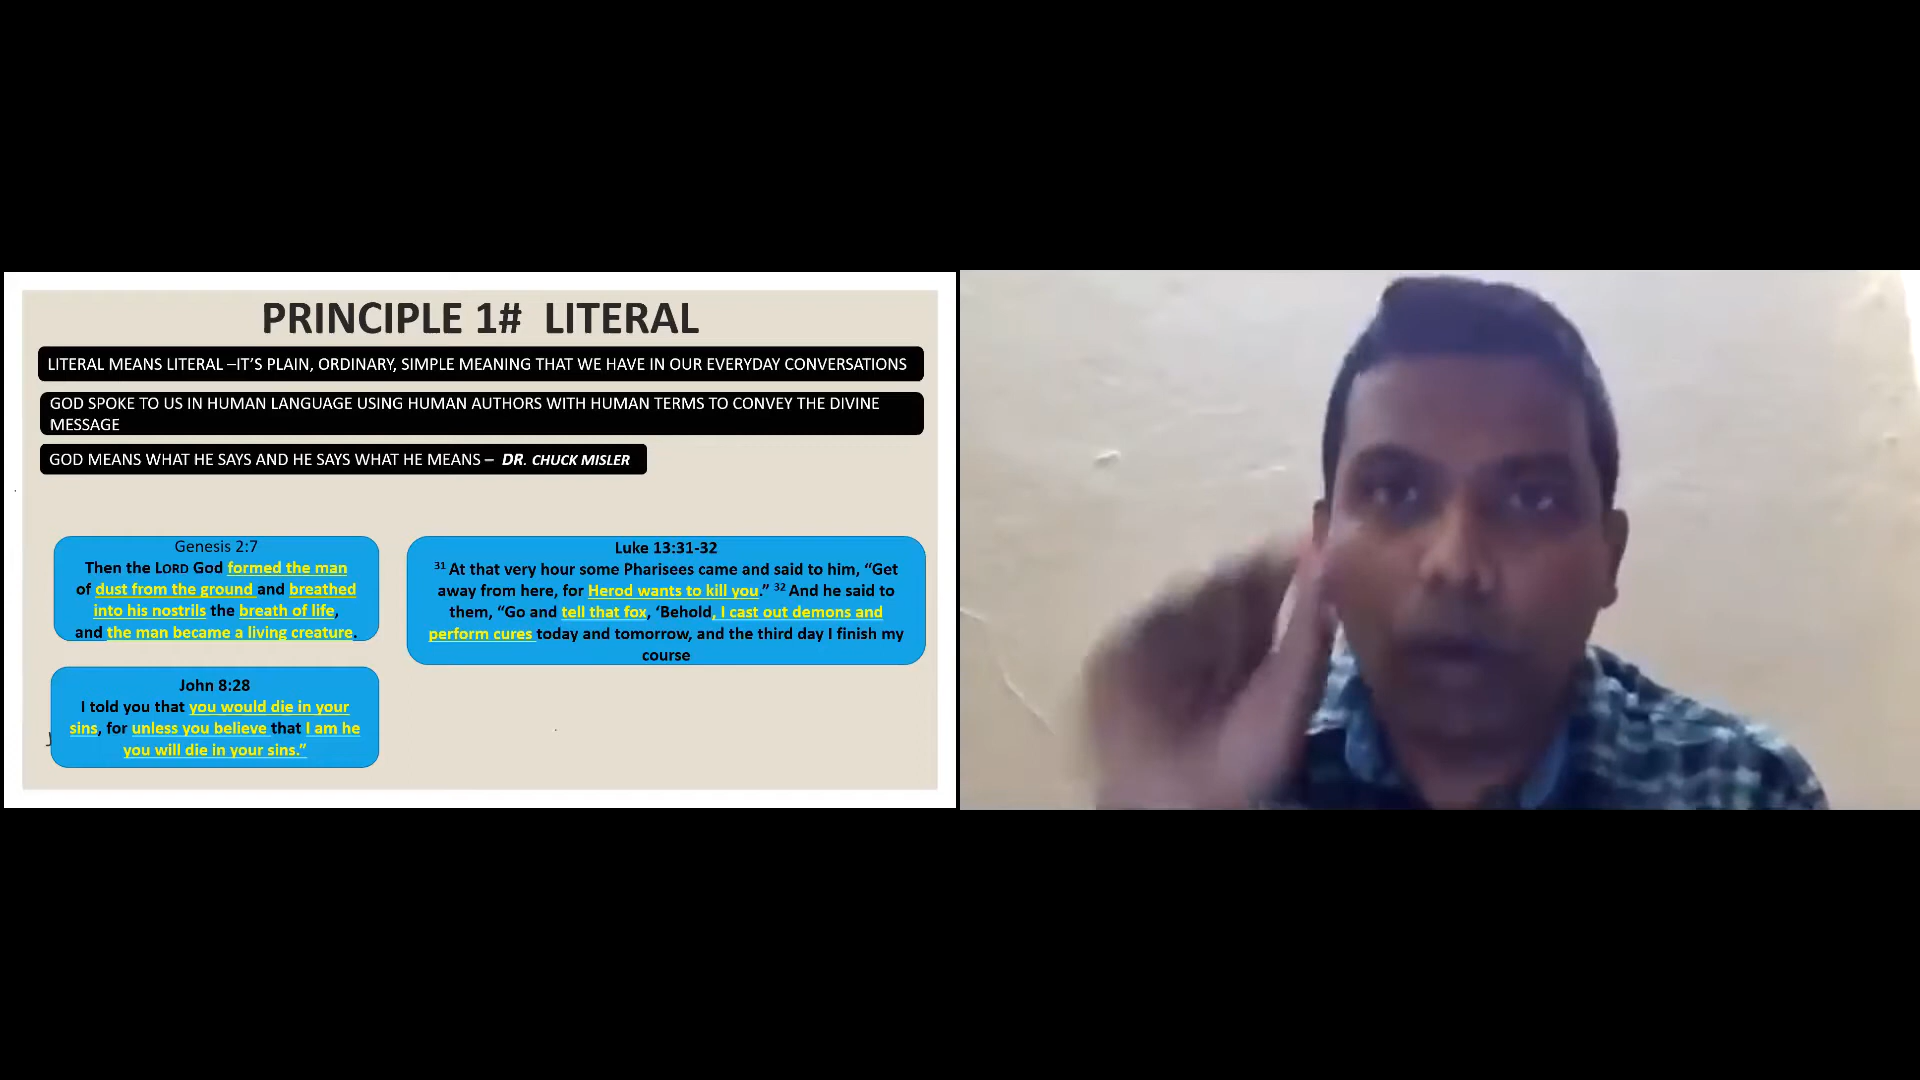 PRINCIPLE 1# LITERAL
LITERAL MEANS LITERAL –IT'S PLAIN, ORDINARY, SIMPLE MEANING THAT WE HAVE IN OUR EVERYDAY CONVERSATIONS
GOD SPOKE TO US IN HUMAN LANGUAGE USING HUMAN AUTHORS WITH HUMAN TERMS TO CONVEY THE DIVINE
MESSAGE
GOD MEANS WHAT HE SAYS AND HE SAYS WHAT HE MEANS – DR. CHUCK MISLER
Genesis 2:7
Then the LORD God formed the man
of dust from the ground and breathed
into his nostrils the breath of life,
and the man became a living creature.
Luke 13:31-32
31 At that very hour some Pharisees came and said to him, “Get
away from here, for Herod wants to kill you.” 32 And he said to
them, “Go and tell that fox, ‘Behold, I cast out demons and
perform cures today and tomorrow, and the third day I finish my
course
John 8:28
I told you that you would die in your
sins, for unless you believe that I am he
you will die in your sins.”